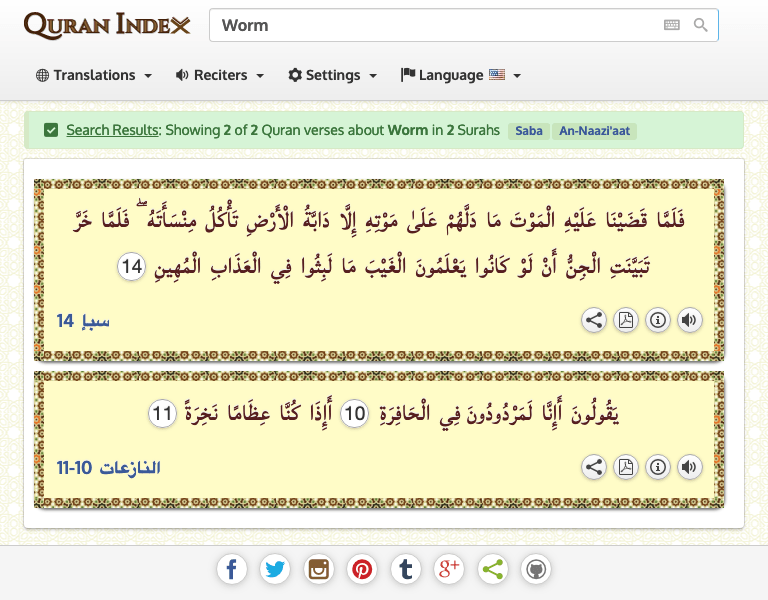 QURAN INDEX
Worm
Translations
Reciters
Settings
Language
Search Results: Showing 2 of 2 Quran verses about Worm in 2 Surahs Saba An-Naazi'aat
فَلَمَّا قَضَيْنَا عَلَيْهِ الْمَوْتَ مَا دَلَّهُمْ عَلَىٰ مَوْتِهِ إِلَّا دَابَّةُ الْأَرْضِ تَأْكُلُ مِنْسَأَتَهُ ۖ فَلَمَّا خَرَّ
تَبَيَّنَتِ الْجِنُّ أَنْ لَوْ كَانُوا يَعْلَمُونَ الْغَيْبَ مَا لَبِثُوا فِي الْعَذَابِ الْمُهِينِ 14
سبإ 14
يَقُولُونَ أَإِنَّا لَمَرْدُودُونَ فِي الْحَافِرَةِ 10 أَإِذَا كُنَّا عِظَامًا نَخِرَةً 11
النازعات 10-11